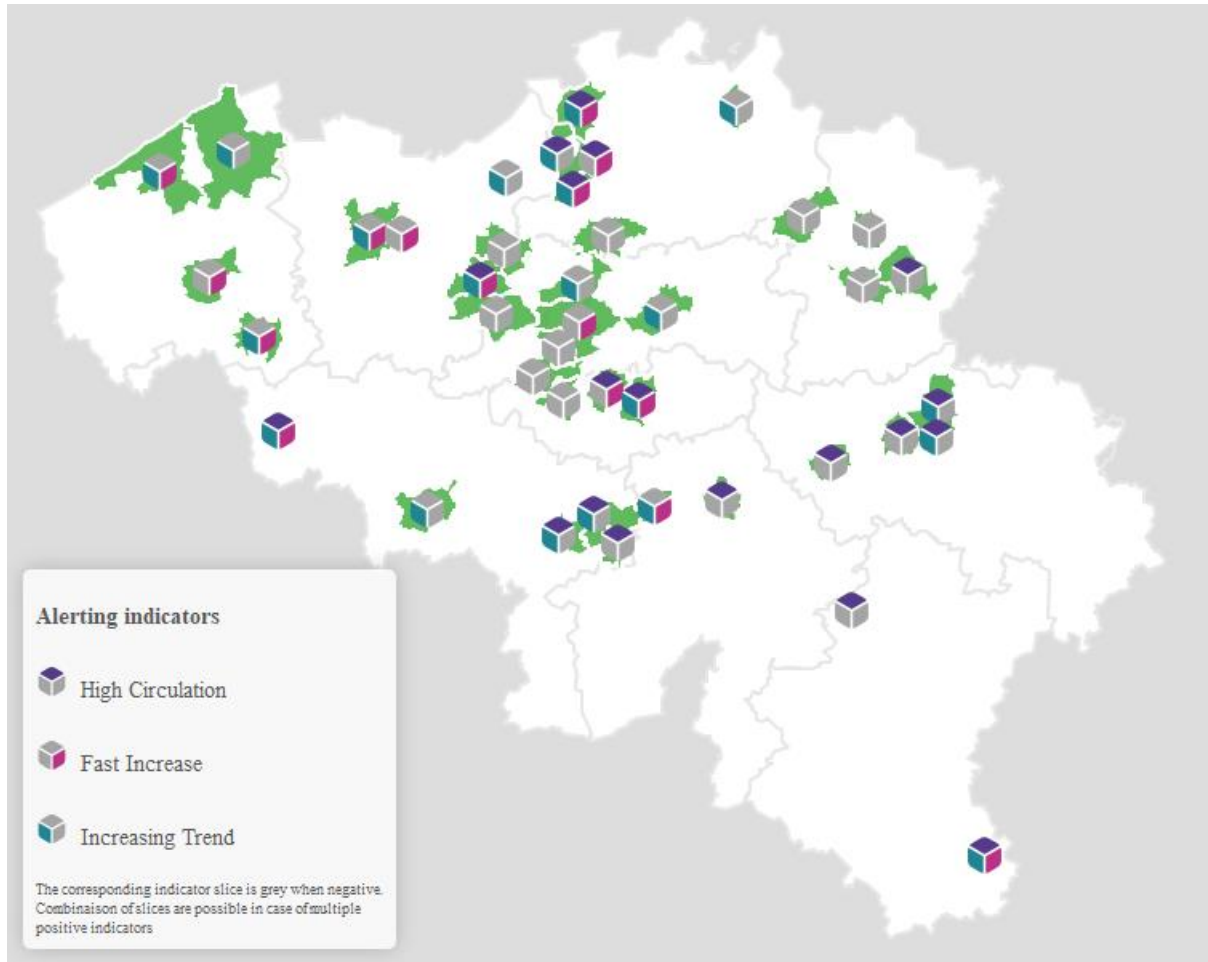 Alerting indicators
High Circulation
Fast Increase
Increasing Trend
The corresponding indicator slice is grey when negative.
Combinaison of slices are possible in case of multiple
positive indicators